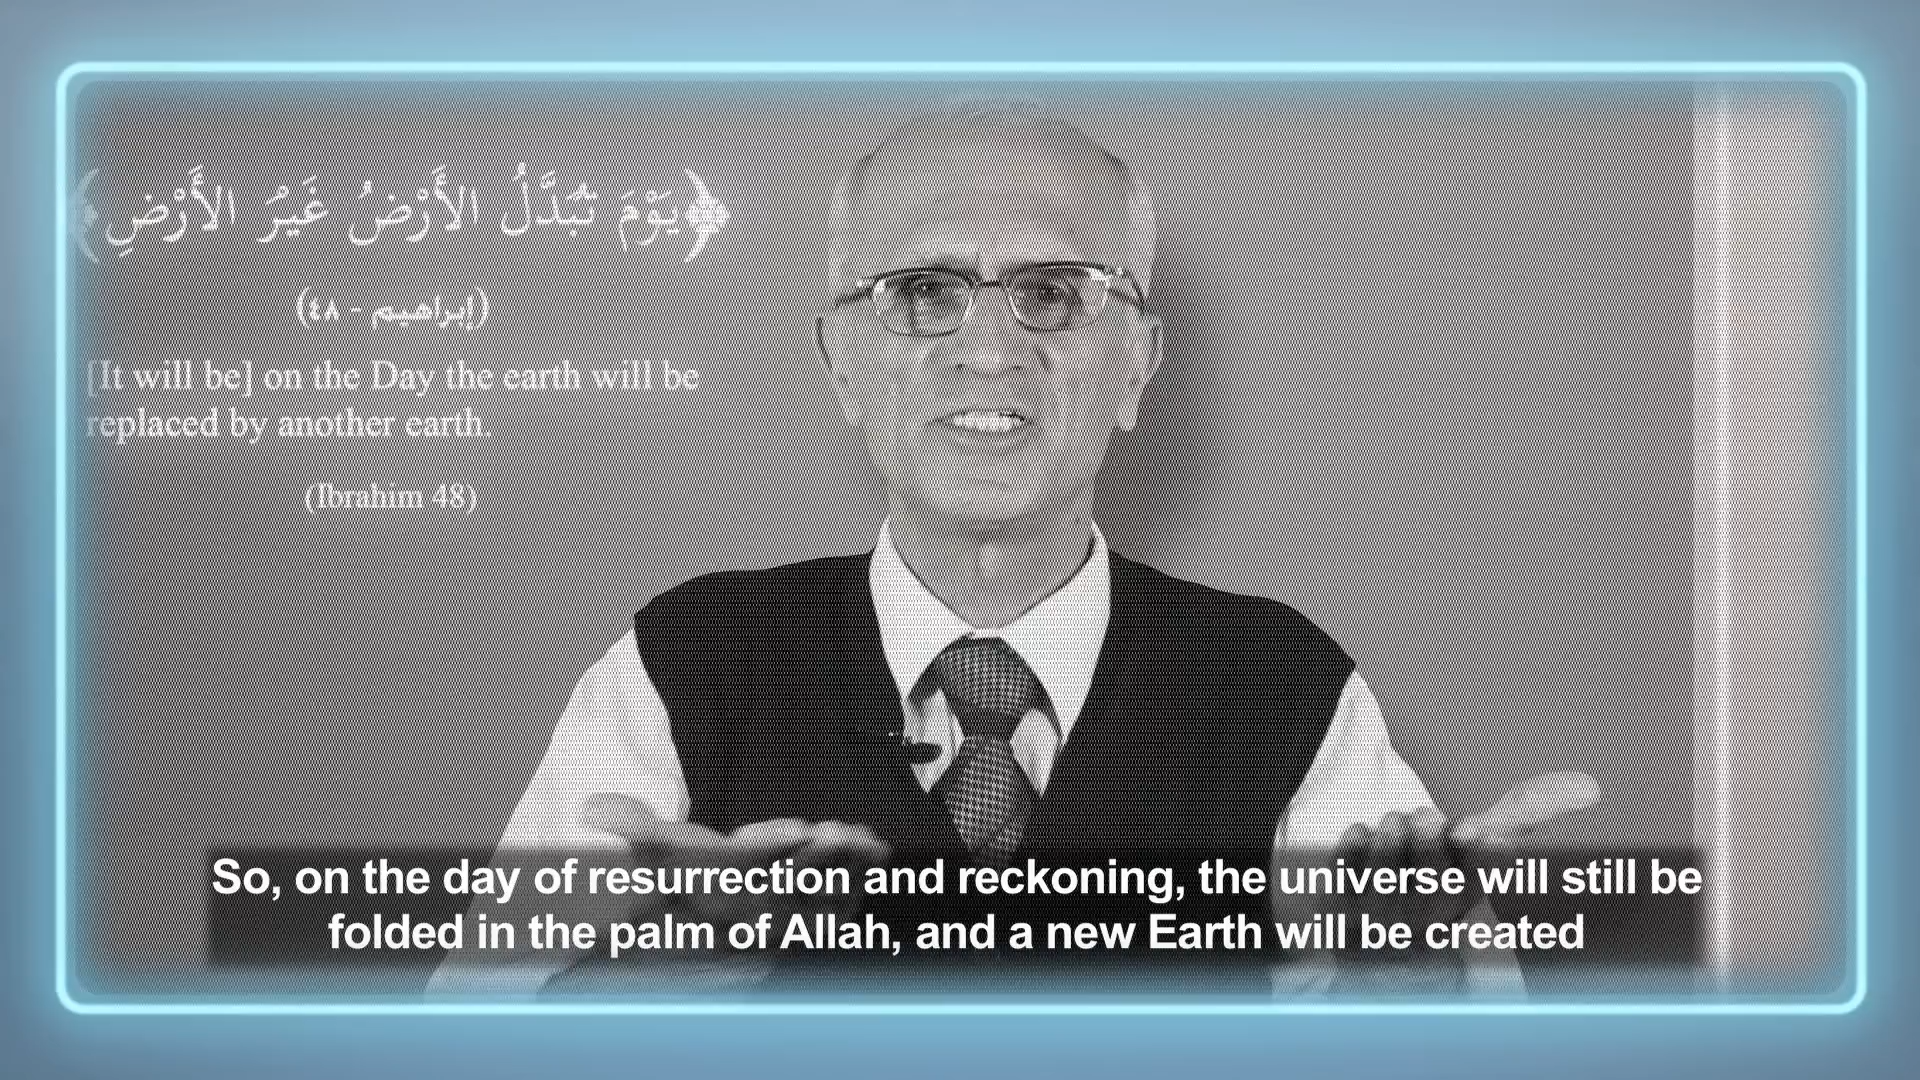 ﴿يَوْمَ تُبَدَّلُ الأَرْضُ غَيْرَ الأَرْضِ﴾
(إبراهيم - ٤٨)
[It will be] on the Day the earth will be
replaced by another earth.
(Ibrahim 48)
So, on the day of resurrection and reckoning, the universe will still be
folded in the palm of Allah, and a new Earth will be created